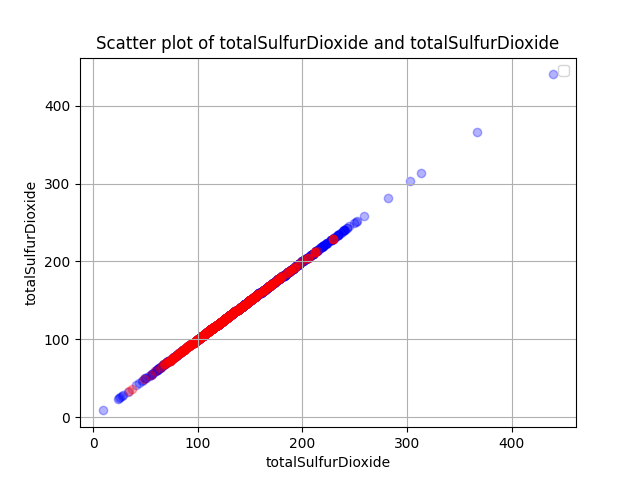 Scatter plot of totalSulfurDioxide and totalSulfurDioxide
400
300
200
100
0
totalSulfurDioxide
0 100 200 300 400
totalSulfurDioxide